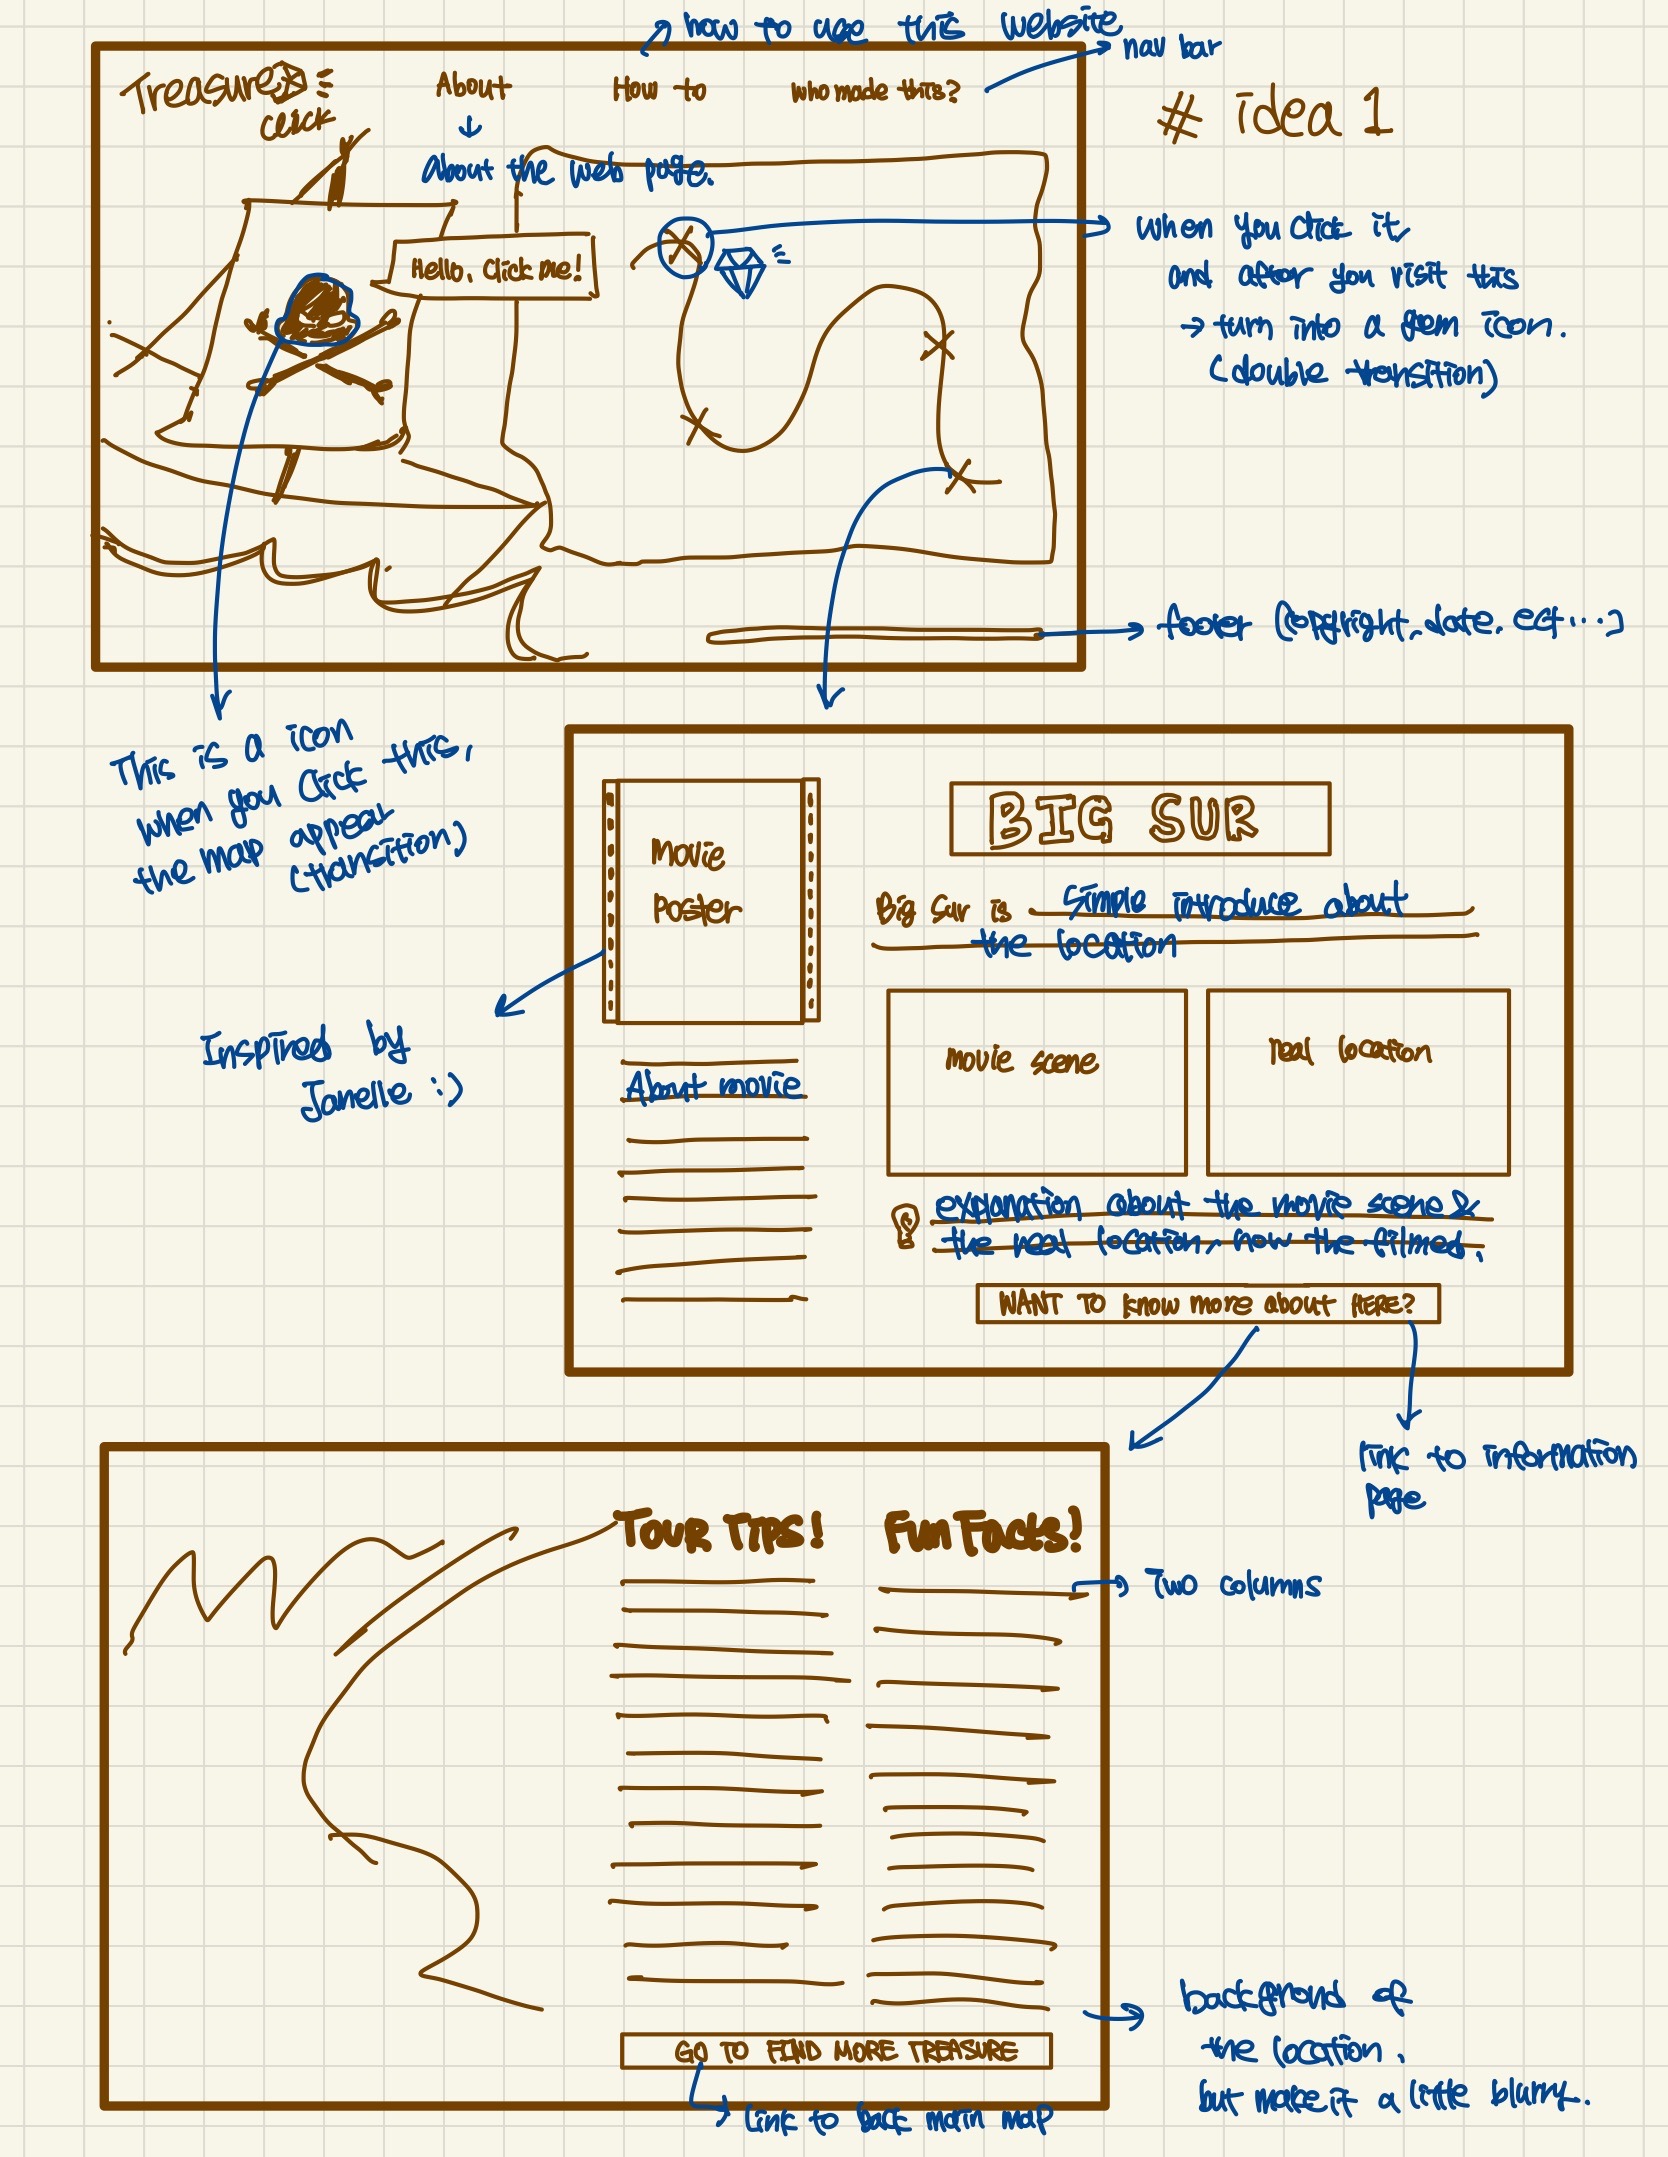 how to use this website
nav bar
Treasure
click
About
How to
who made this?
# idea 1
About the web page.
Hello, Click me!
when you click it,
and after you visit this
→ turn into a gem icon.
(double transition)
footer (copyright, date. ect....)
This is a icon
when you click this,
the map appear
(transition)
Movie
Poster
BIG SUR
Big Sur is simple introduce about
the location
Inspired by
Janelle :)
About movie
movie scene
real location
explanation about the movie scene &
the real location, how the filmed.
WANT TO know more about HERE?
link to information
page
Tour Tips!
Fun Facts!
Two columns
GO TO FIND MORE TREASURE
link to back main map
backgroud of
the location.
but make it a little blurry.